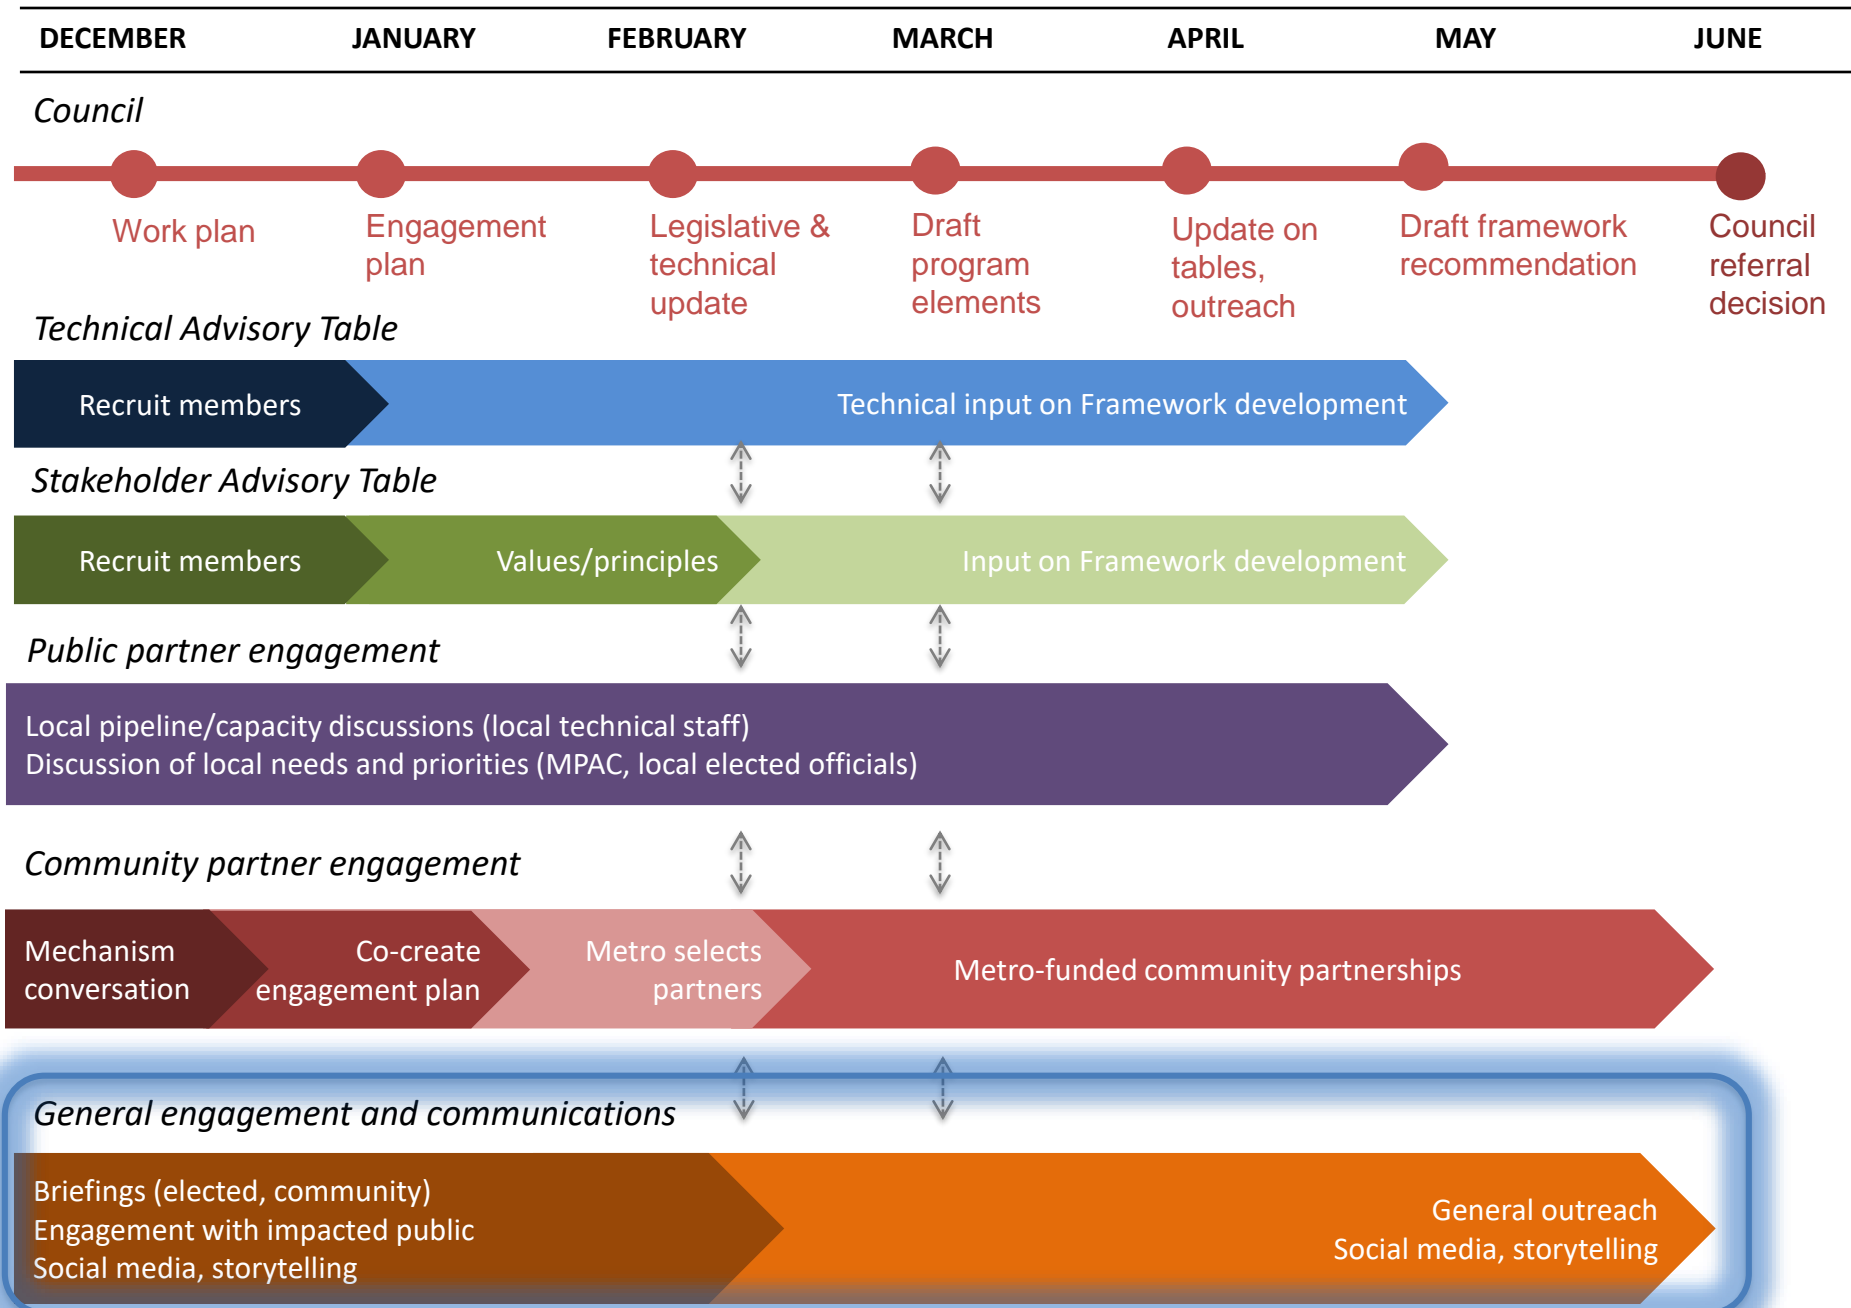 DECEMBER JANUARY FEBRUARY MARCH APRIL MAY JUNE
Council
Work plan
Engagement
plan
Legislative &
technical
update
Draft
program
elements
Update on
tables,
outreach
Draft framework
recommendation
Council
referral
decision
Technical Advisory Table
Recruit members
Technical input on Framework development
Stakeholder Advisory Table
Recruit members
Values/principles
Input on Framework development
Public partner engagement
Local pipeline/capacity discussions (local technical staff)
Discussion of local needs and priorities (MPAC, local elected officials)
Community partner engagement
Mechanism
conversation
Co-create
engagement plan
Metro selects
partners
Metro-funded community partnerships
General engagement and communications
Briefings (elected, community)
Engagement with impacted public
Social media, storytelling
General outreach
Social media, storytelling